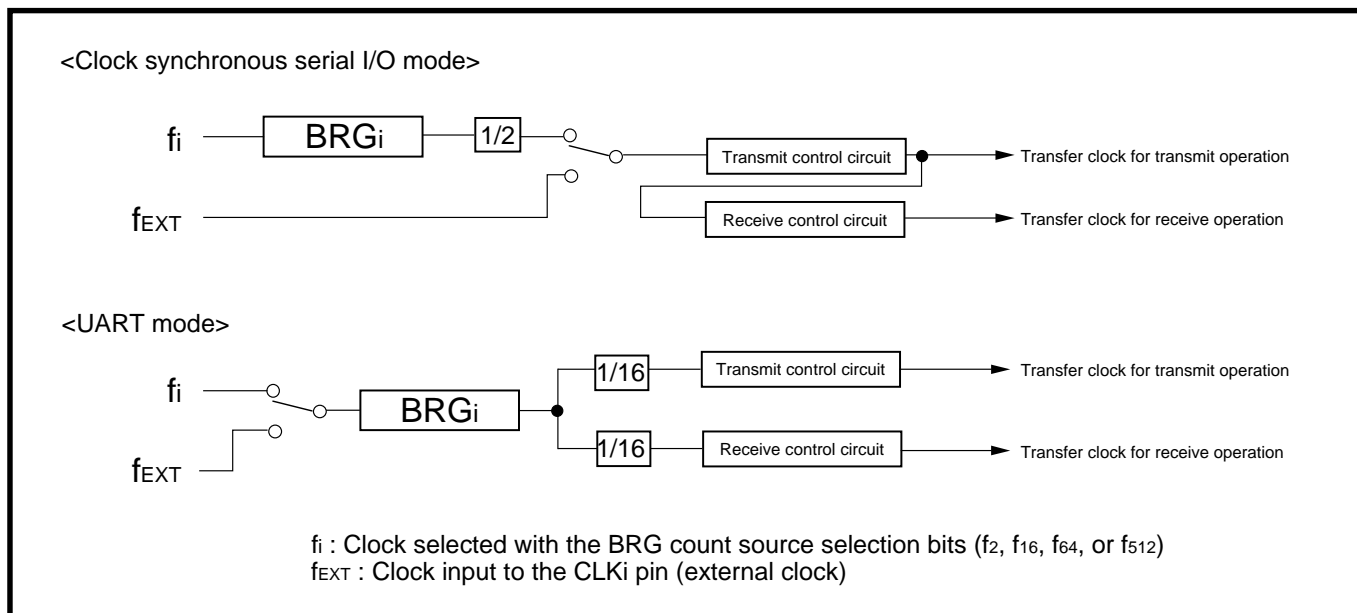 <Clock synchronous serial I/O mode>
fi
BRGi
1/2
Transmit control circuit
Transfer clock for transmit operation
fEXT
Receive control circuit
Transfer clock for receive operation
<UART mode>
fi
BRGi
1/16
Transmit control circuit
Transfer clock for transmit operation
fEXT
1/16
Receive control circuit
Transfer clock for receive operation
fi : Clock selected with the BRG count source selection bits (f2, f16, f64, or f512)
fEXT : Clock input to the CLKi pin (external clock)